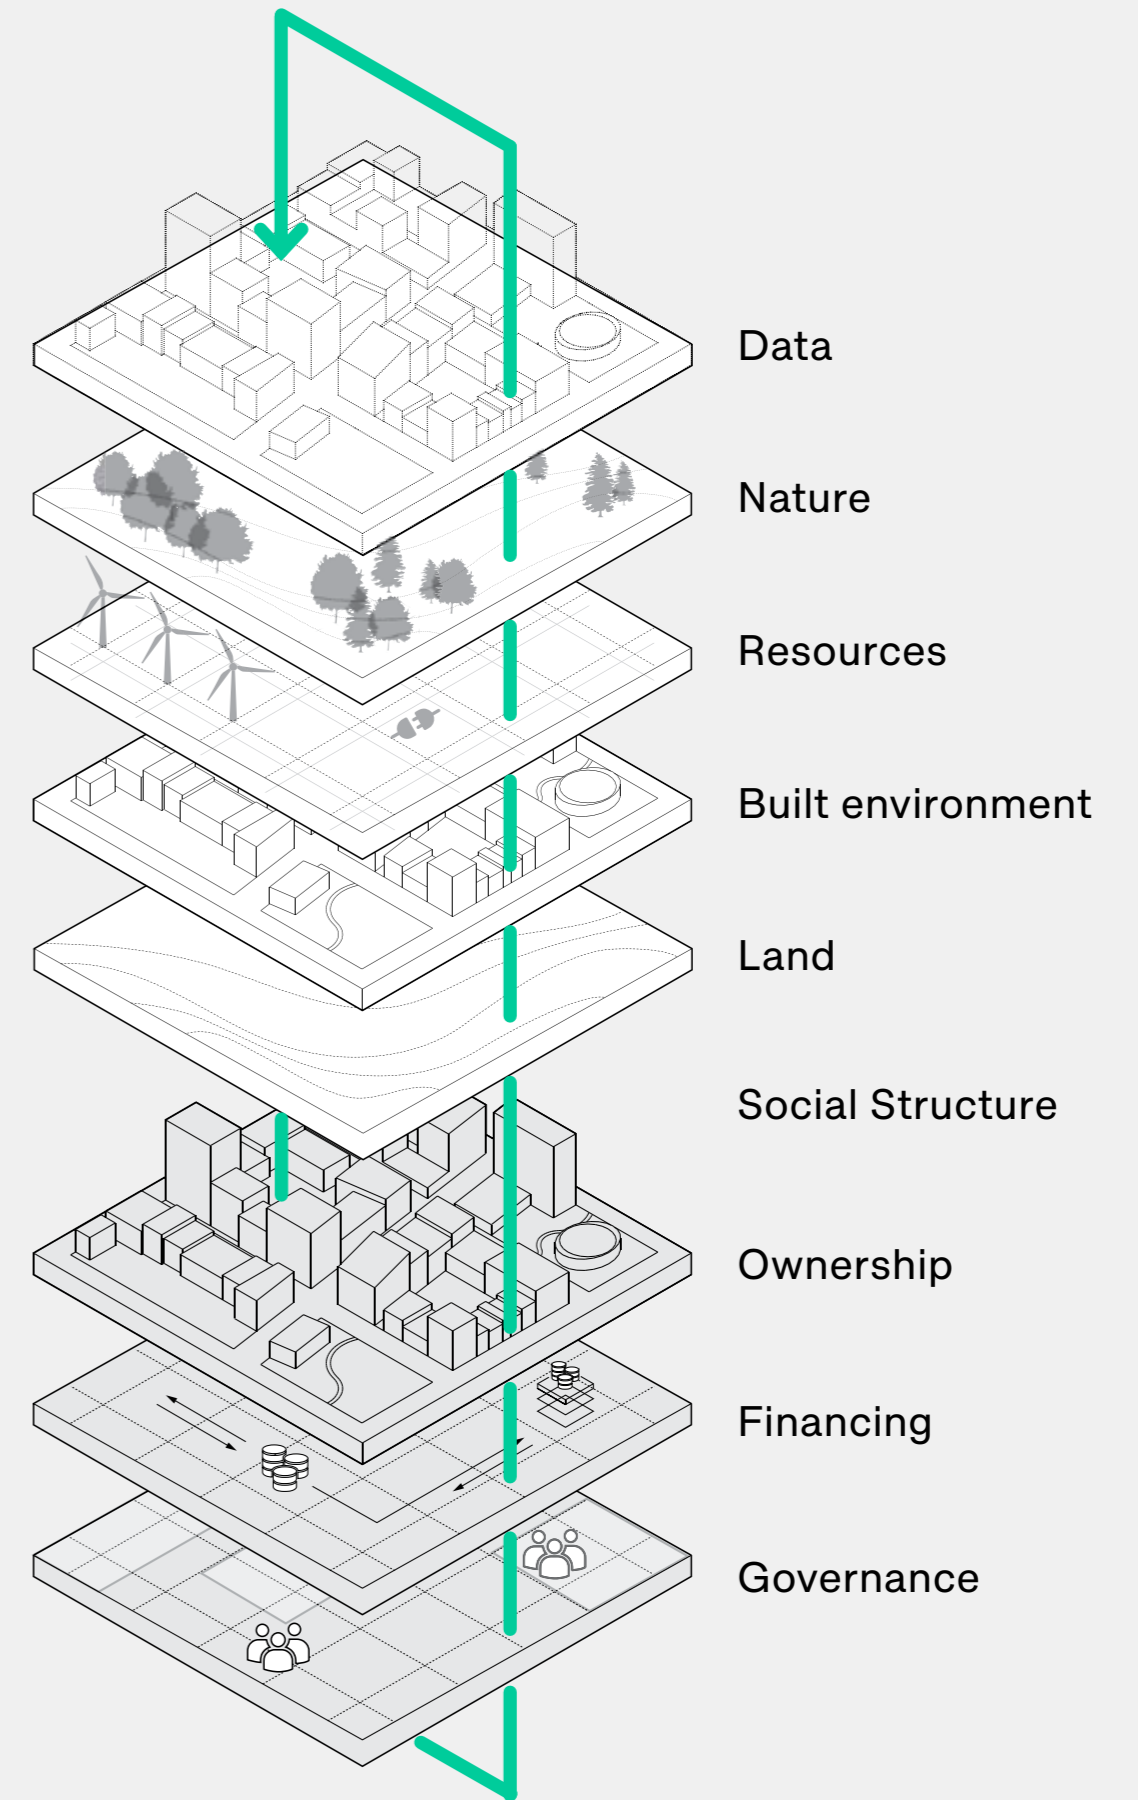 Data
Nature
Resources
Built environment
Land
Social Structure
Ownership
Financing
Governance